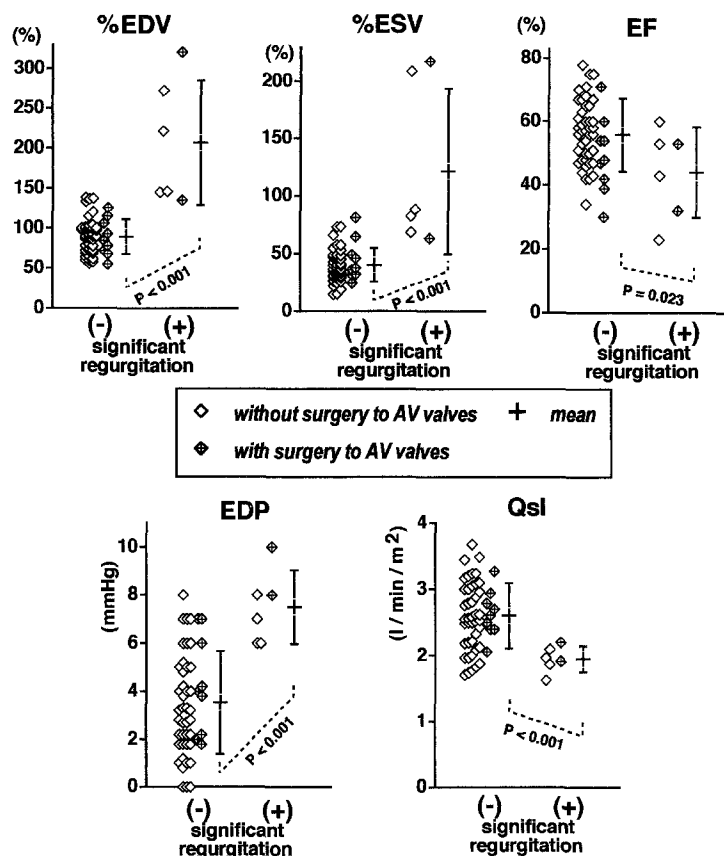 %EDV
(%)
300
250
200
150
100
50
0
P < 0.001
(-) (+)
significant
regurgitation
%ESV
(%)
200
150
100
50
0
P < 0.001
(-) (+)
significant
regurgitation
EF
(%)
80
60
40
20
0
P = 0.023
(-) (+)
significant
regurgitation
without surgery to AV valves
mean
with surgery to AV valves
EDP
(mmHg)
10
8
6
4
2
0
P < 0.001
(-) (+)
significant
regurgitation
QsI
(l / min / m²)
4
3
2
1
0
P < 0.001
(-) (+)
significant
regurgitation